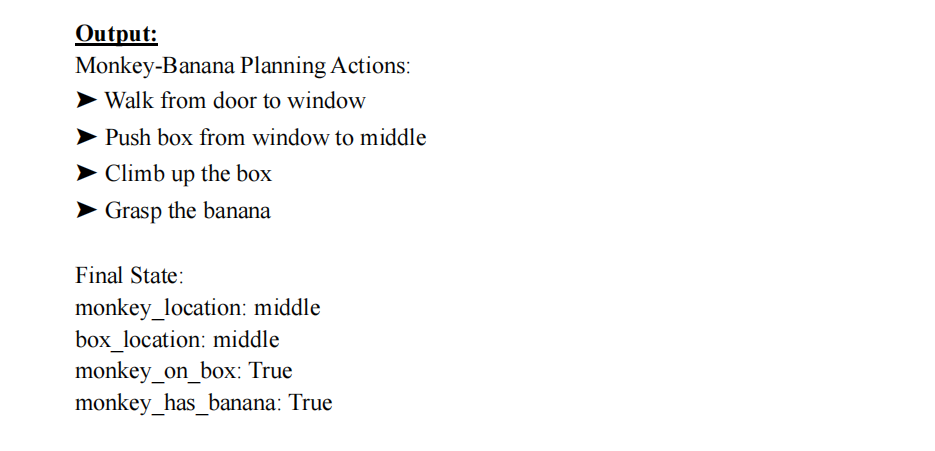 Output:
Monkey-Banana Planning Actions:
➤ Walk from door to window
➤ Push box from window to middle
➤ Climb up the box
➤ Grasp the banana
Final State:
monkey_location: middle
box_location: middle
monkey_on_box: True
monkey_has_banana: True